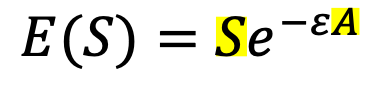 E(S) = Se^{-εA}